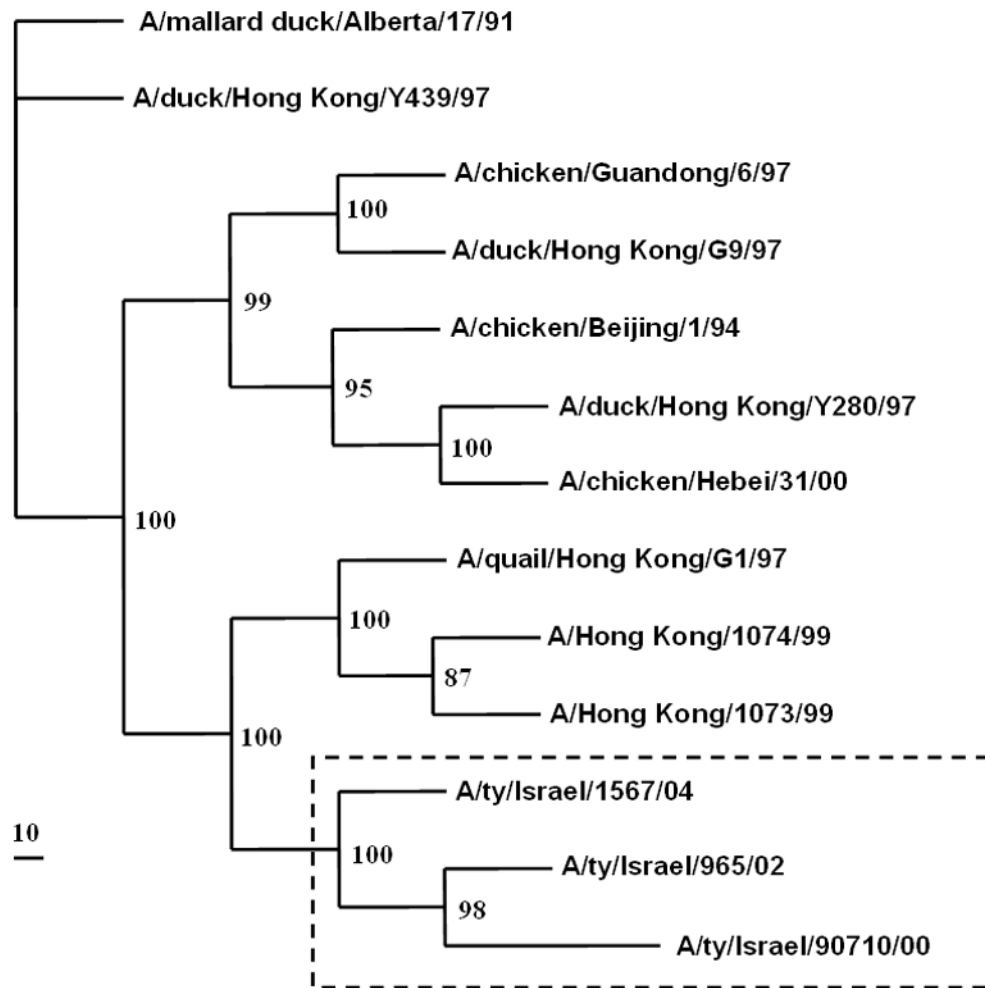 A/mallard duck/Alberta/17/91
A/duck/Hong Kong/Y439/97
A/chicken/Guandong/6/97
100
A/duck/Hong Kong/G9/97
99
A/chicken/Beijing/1/94
95
A/duck/Hong Kong/Y280/97
100
A/chicken/Hebei/31/00
100
A/quail/Hong Kong/G1/97
100
A/Hong Kong/1074/99
87
A/Hong Kong/1073/99
100
A/ty/Israel/1567/04
10
100
A/ty/Israel/965/02
98
A/ty/Israel/90710/00